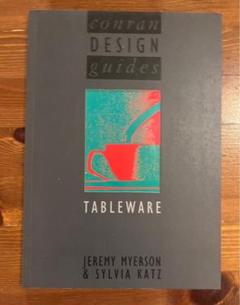 conran
DESIGN
guides
TABLEWARE
JEREMY MYERSON
& SYLVIA KATZ